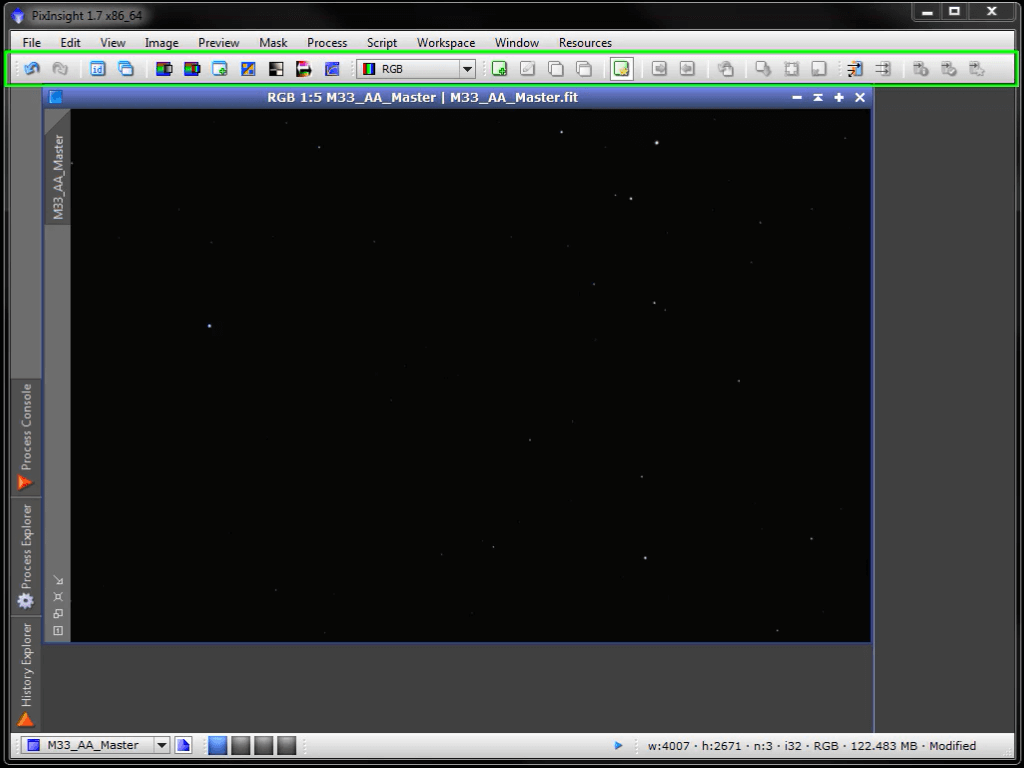 PixInsight 1.7 x86_64
File Edit View Image Preview Mask Process Script Workspace Window Resources
id
RGB
RGB 1:5 M33_AA_Master | M33_AA_Master.fit
M33_AA_Master
Process Console
Process Explorer
History Explorer
1
M33_AA_Master
w:4007 · h:2671 · n:3 · i32 · RGB · 122.483 MB · Modified